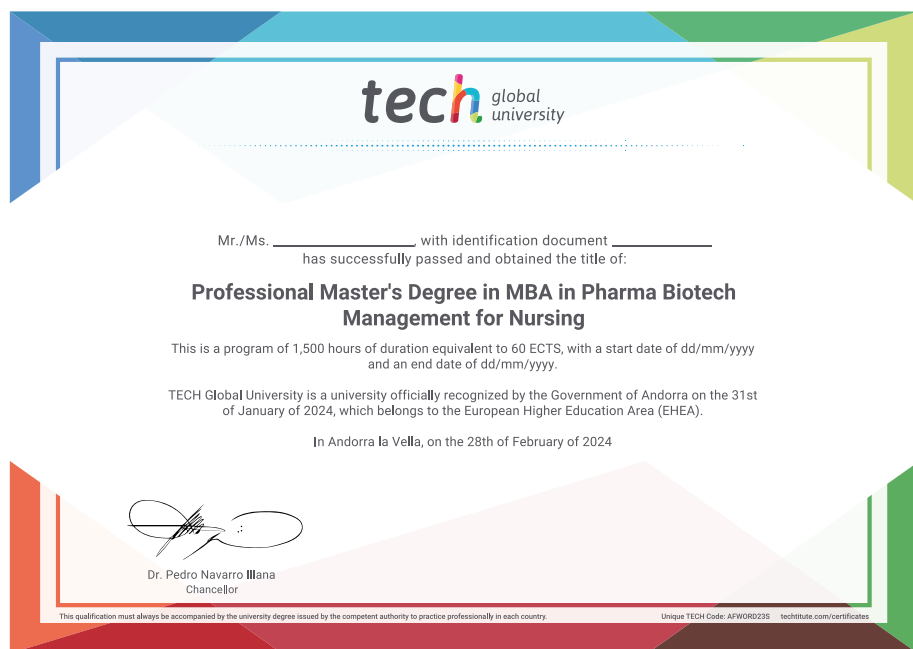 tech global
university
Mr./Ms. ____________________, with identification document ______________
has successfully passed and obtained the title of:
Professional Master's Degree in MBA in Pharma Biotech
Management for Nursing
This is a program of 1,500 hours of duration equivalent to 60 ECTS, with a start date of dd/mm/yyyy
and an end date of dd/mm/yyyy.
TECH Global University is a university officially recognized by the Government of Andorra on the 31st
of January of 2024, which belongs to the European Higher Education Area (EHEA).
In Andorra la Vella, on the 28th of February of 2024
Dr. Pedro Navarro Illana
Chancellor
This qualification must always be accompanied by the university degree issued by the competent authority to practice professionally in each country.
Unique TECH Code: AFWORD23S techtitute.com/certificates